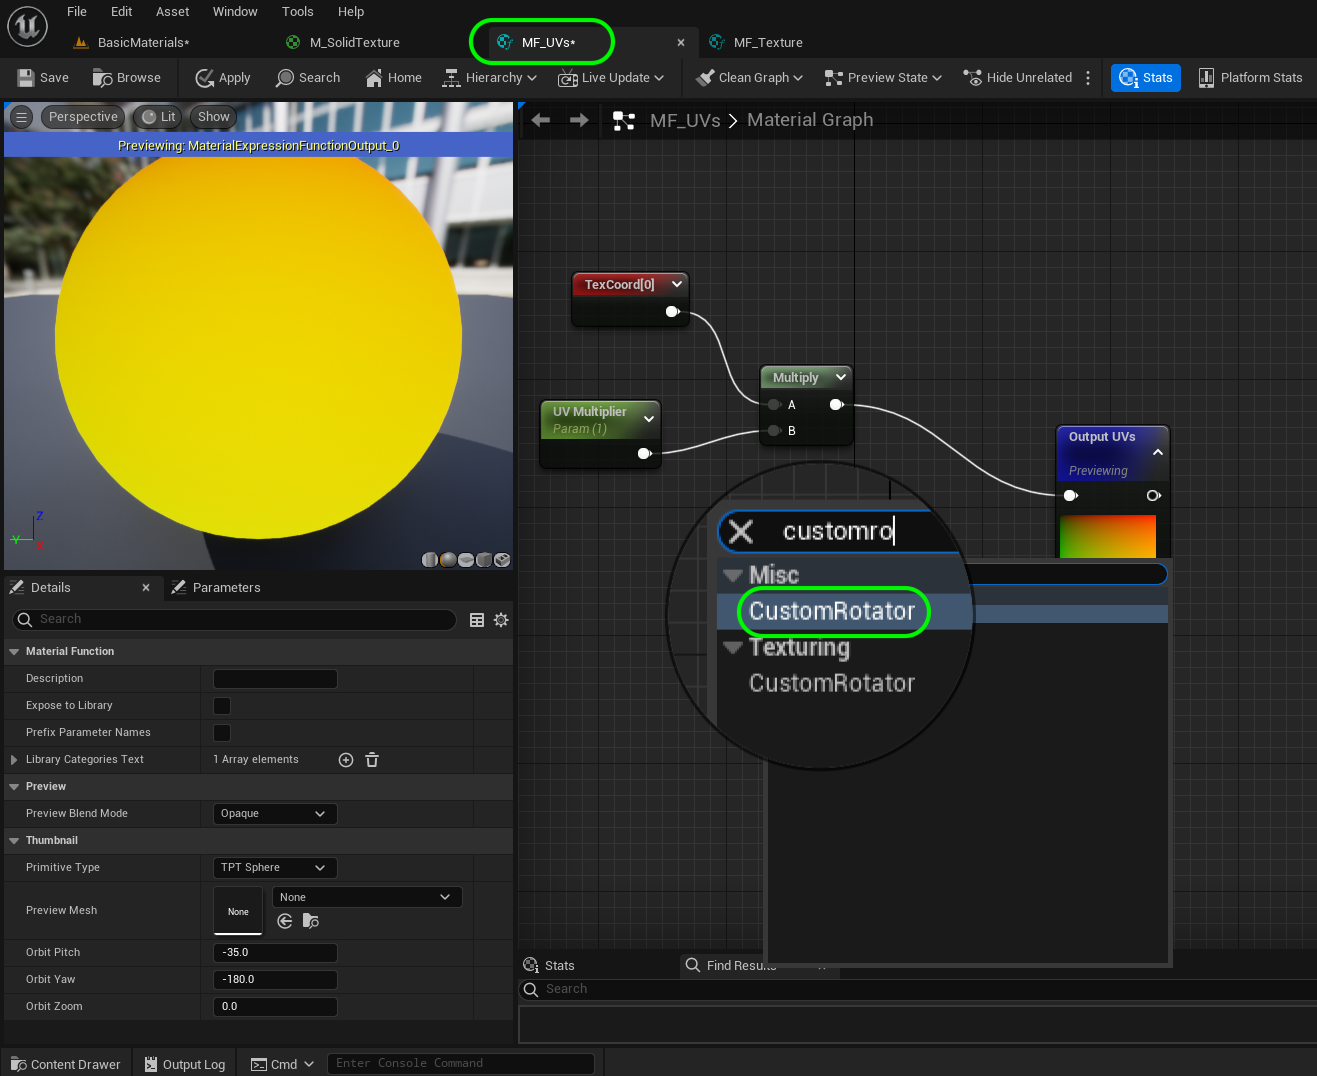 File Edit Asset Window Tools Help
BasicMaterials* M_SolidTexture MF_UVs* MF_Texture
Save Browse Apply Search Home Hierarchy Live Update Clean Graph Preview State Hide Unrelated Stats Platform Stats
Perspective Lit Show
Previewing: MaterialExpressionFunctionOutput_0
MF_UVs > Material Graph
TexCoord[0]
Multiply
A
B
UV Multiplier
Param (1)
Output UVs
Previewing
customro
Misc
CustomRotator
Texturing
CustomRotator
Z
Y
X
Details Parameters
Search
Material Function
Description
Expose to Library
Prefix Parameter Names
Library Categories Text 1 Array elements
Preview
Preview Blend Mode Opaque
Thumbnail
Primitive Type TPT Sphere
Preview Mesh None None
Orbit Pitch -35.0
Orbit Yaw -180.0
Orbit Zoom 0.0
Stats Find Results
Search
Content Drawer Output Log Cmd Enter Console Command